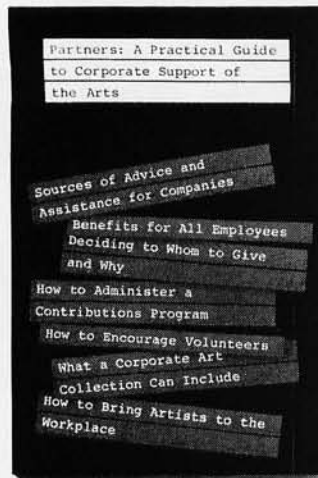 Partners: A Practical Guide
to Corporate Support of
the Arts
Sources of Advice and
Assistance for Companies
Benefits for All Employees
Deciding to Whom to Give
and Why
How to Administer a
Contributions Program
How to Encourage Volunteers
What a Corporate Art
Collection Can Include
How to Bring Artists to the
Workplace